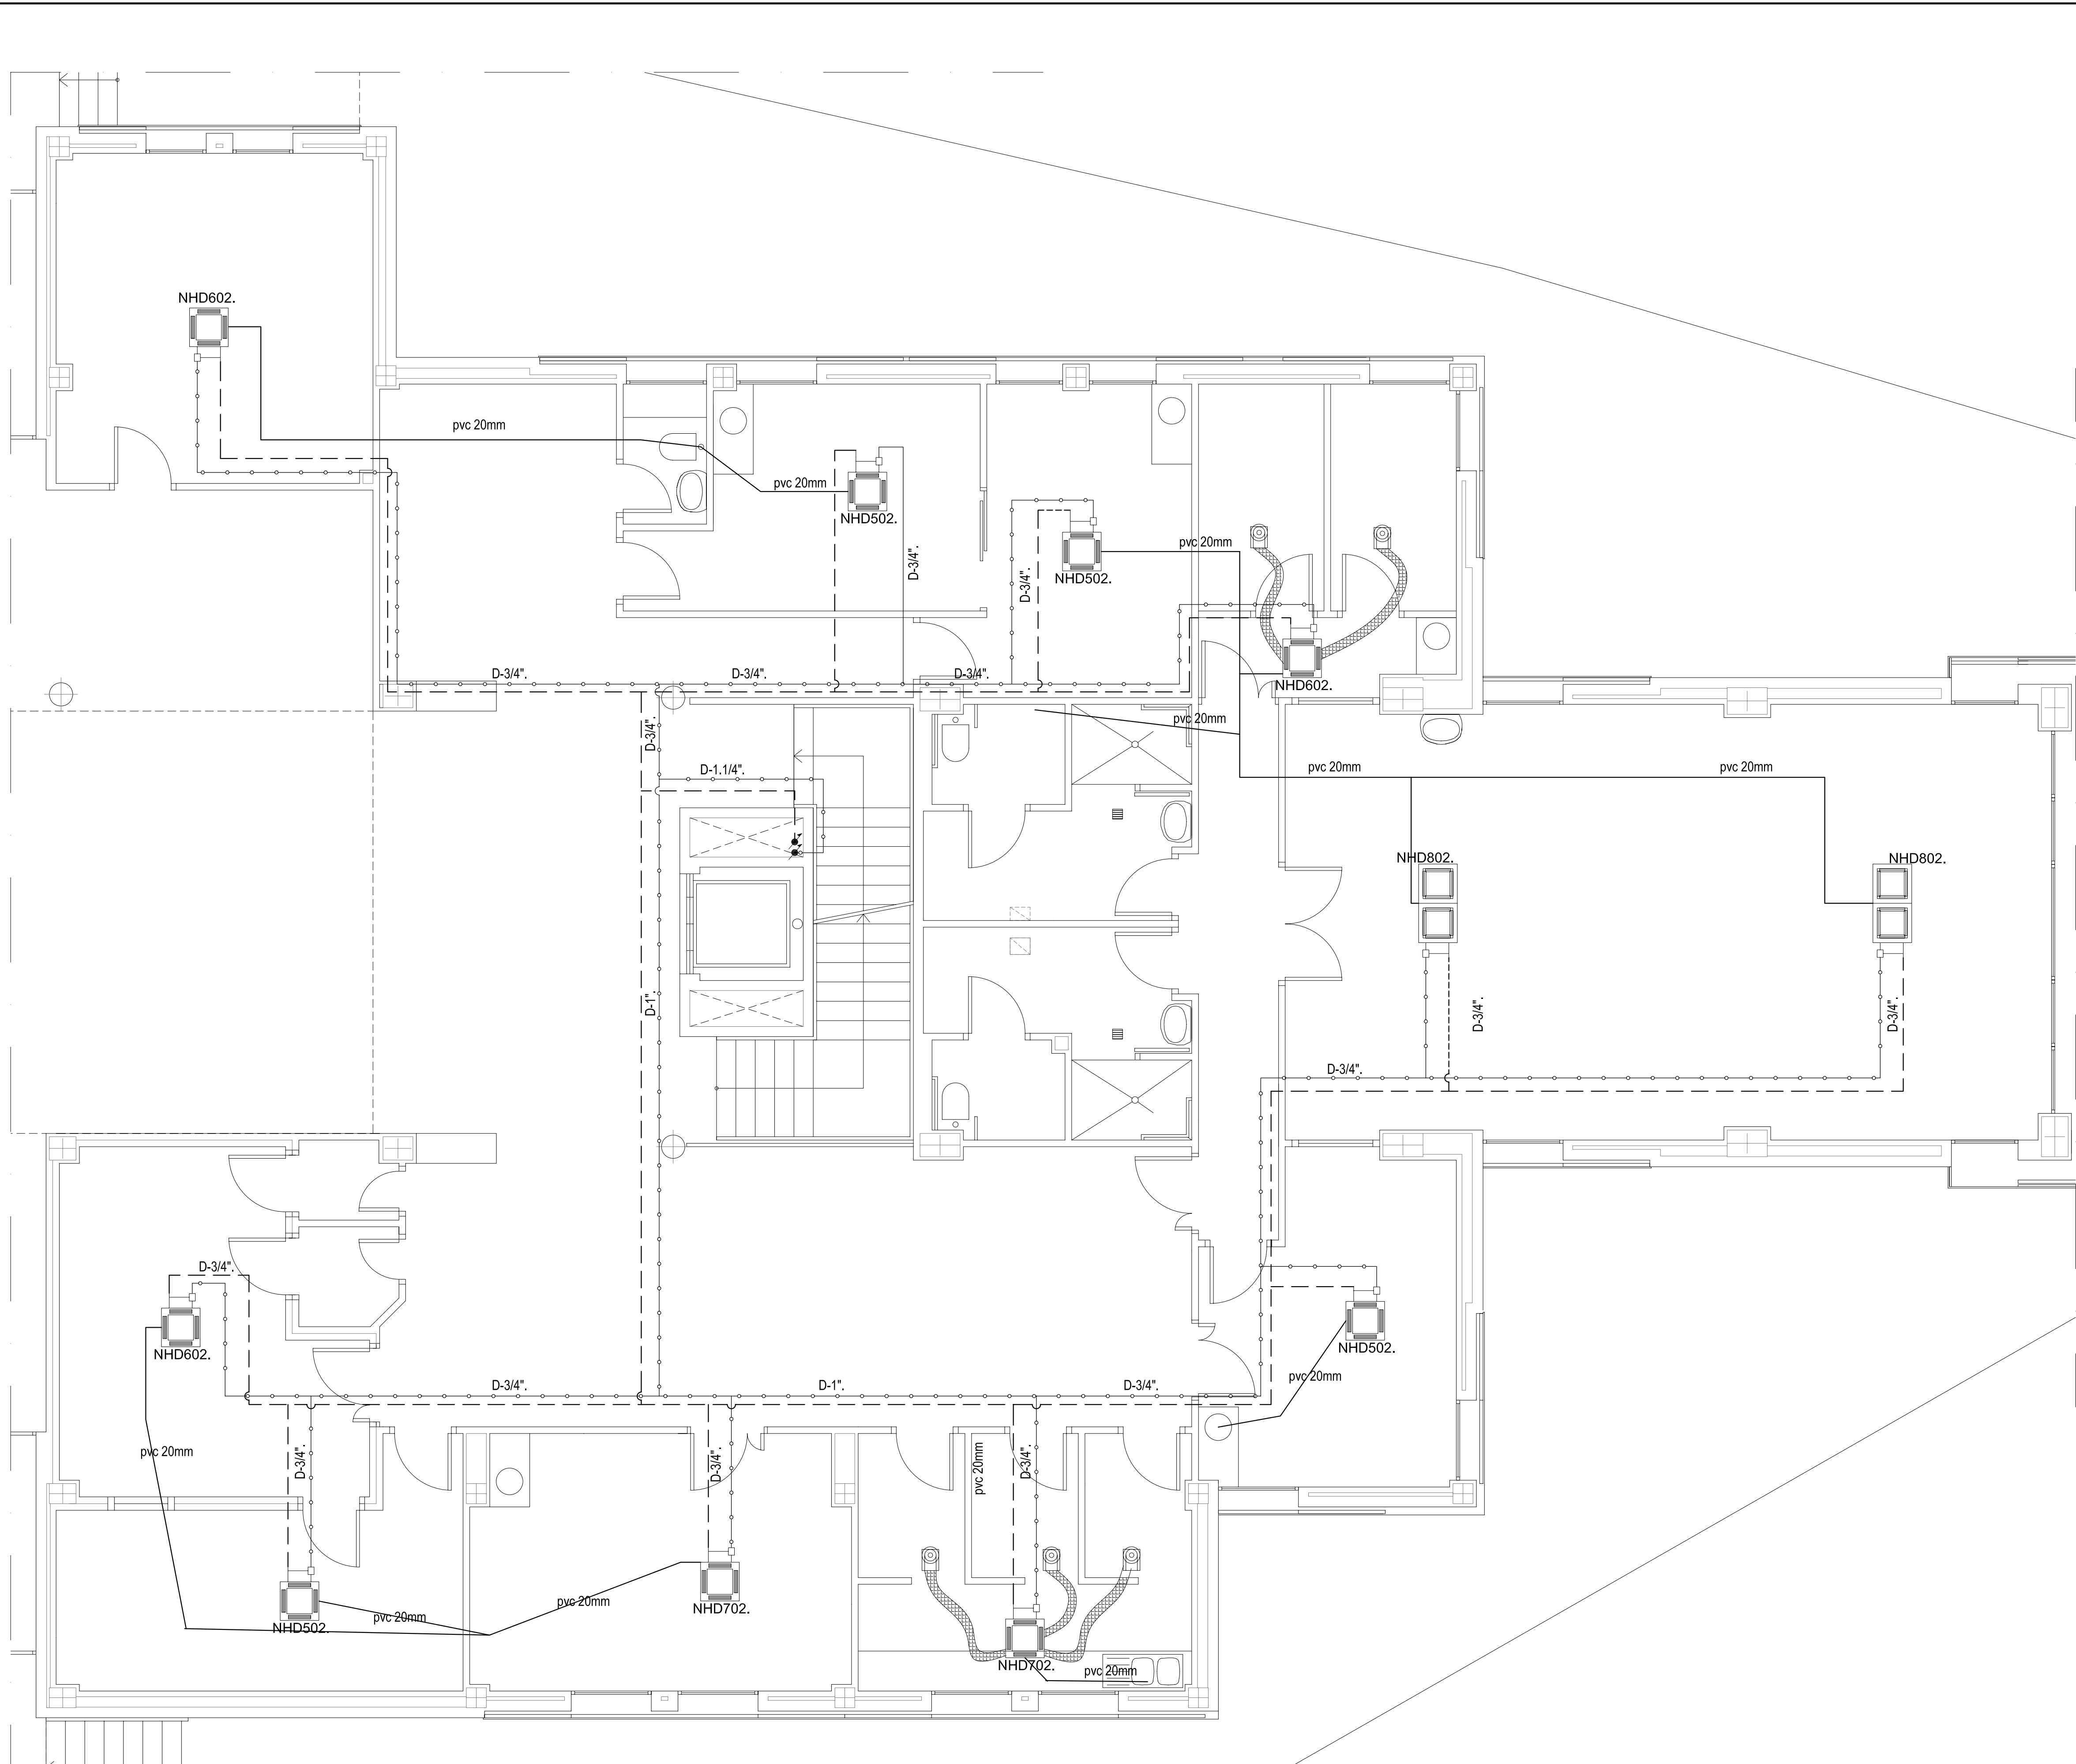 NHD602.
pvc 20mm
pvc 20mm
NHD502.
D-3/4".
pvc 20mm
NHD502.
D-3/4".
D-3/4".
D-3/4".
D-3/4".
NHD602.
pvc 20mm
D-3/4".
D-1.1/4".
pvc 20mm
pvc 20mm
NHD802.
NHD802.
D-1".
D-3/4".
D-3/4".
D-3/4".
D-3/4".
NHD602.
NHD502.
pvc 20mm
D-3/4".
D-1".
D-3/4".
pvc 20mm
D-3/4".
D-3/4".
pvc 20mm
D-3/4".
NHD502.
pvc 20mm
pvc 20mm
NHD702.
NHD702.
pvc 20mm